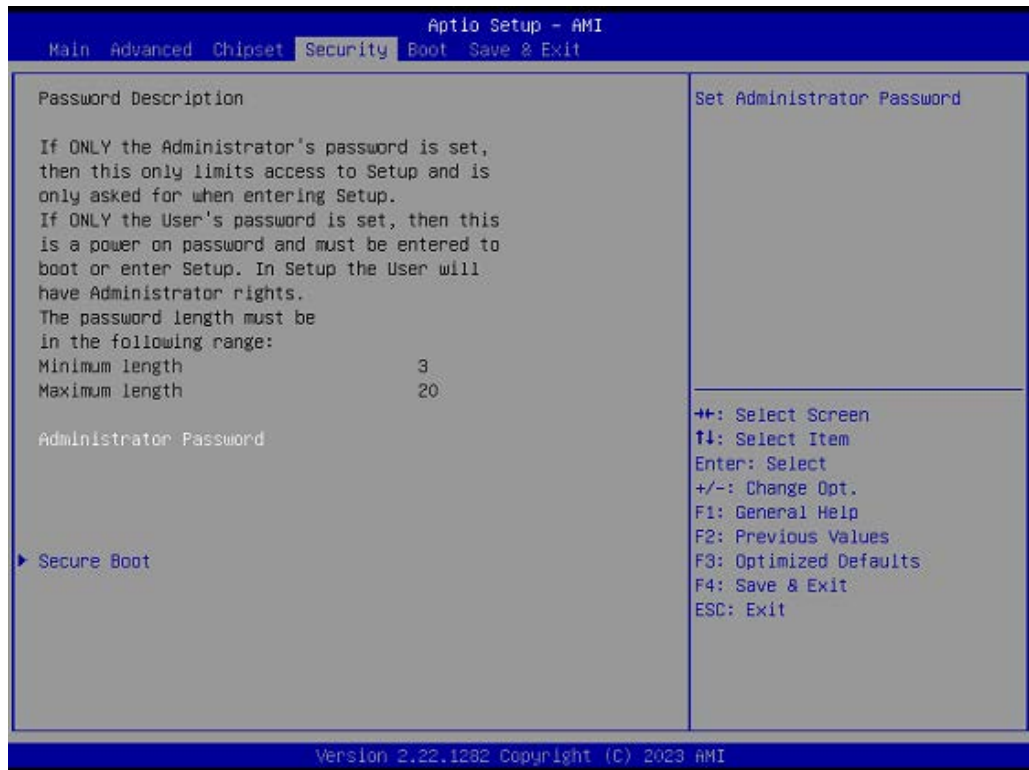 Aptio Setup - AMI
Main Advanced Chipset Security Boot Save & Exit
Password Description
If ONLY the Administrator's password is set,
then this only limits access to Setup and is
only asked for when entering Setup.
If ONLY the User's password is set, then this
is a power on password and must be entered to
boot or enter Setup. In Setup the User will
have Administrator rights.
The password length must be
in the following range:
Minimum length 3
Maximum length 20
Administrator Password
Secure Boot
Set Administrator Password
→←: Select Screen
↑↓: Select Item
Enter: Select
+/-: Change Opt.
F1: General Help
F2: Previous Values
F3: Optimized Defaults
F4: Save & Exit
ESC: Exit
Version 2.22.1282 Copyright (C) 2023 AMI